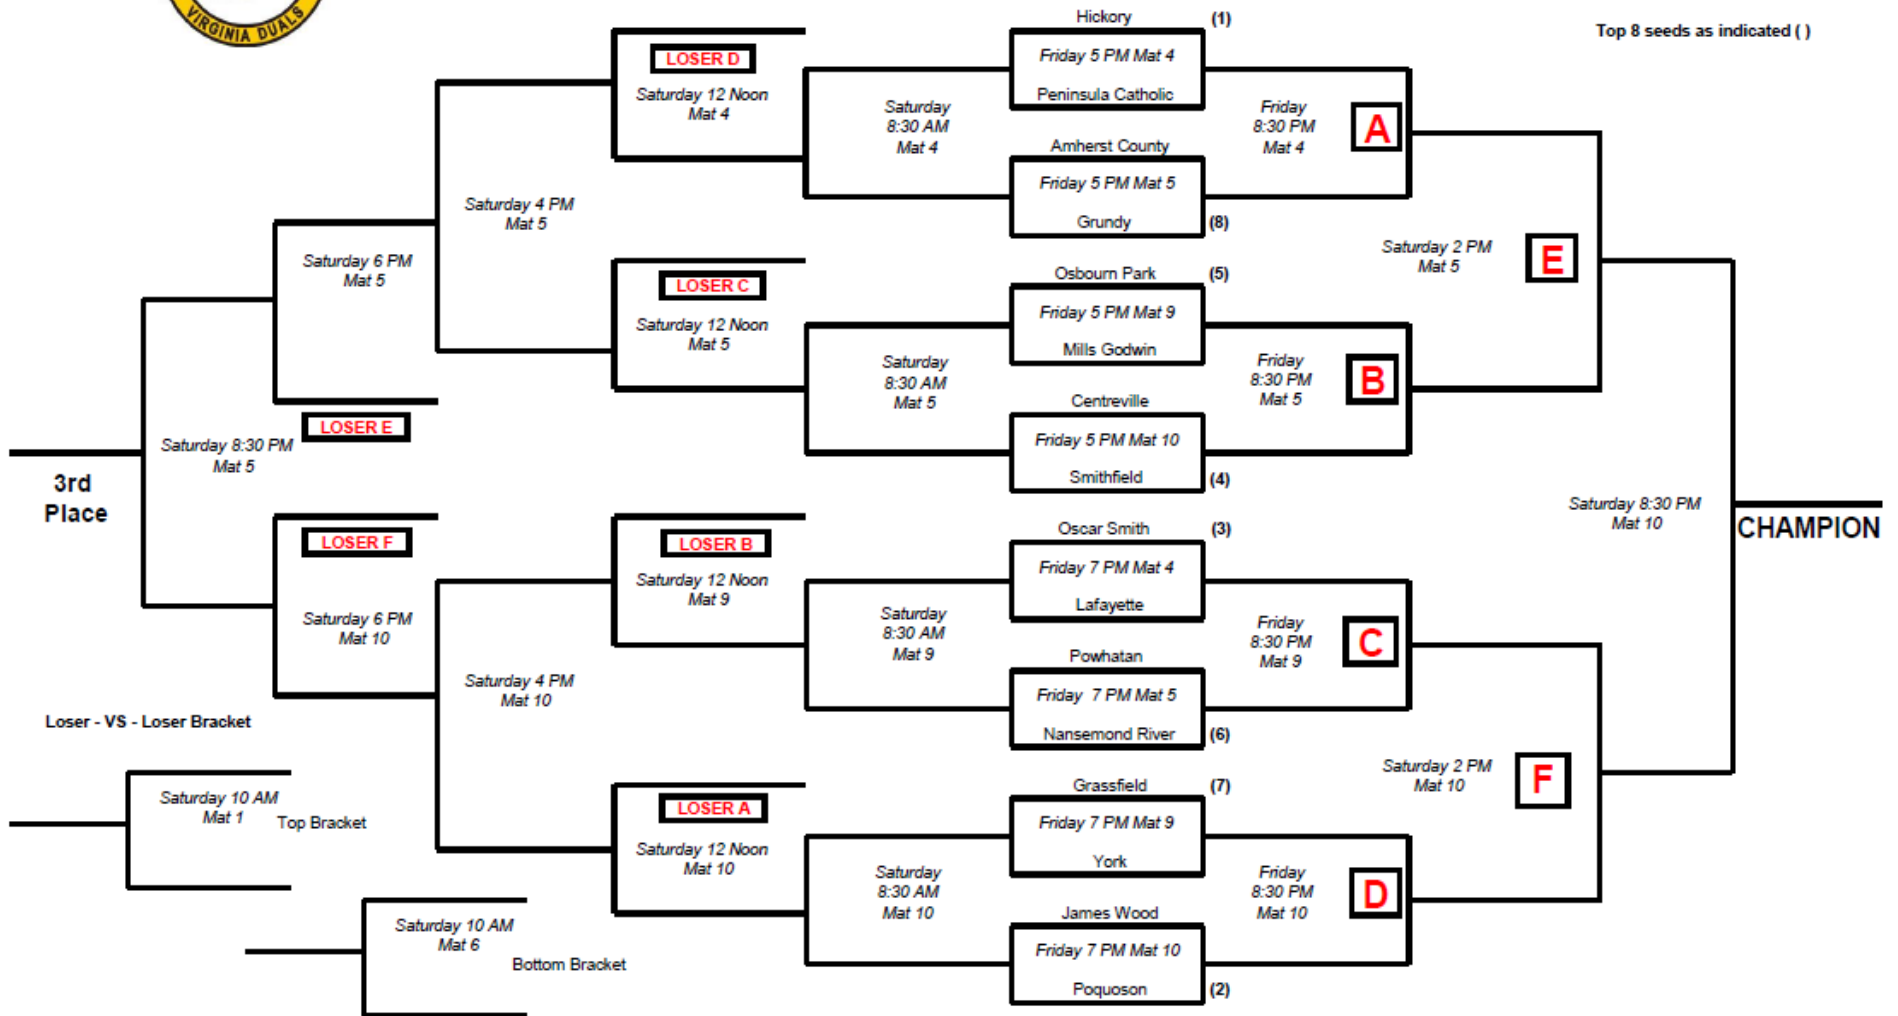 VIRGINIA DUALS
Top 8 seeds as indicated ( )
Hickory (1)
Friday 5 PM Mat 4
Peninsula Catholic
Amherst County
Friday 5 PM Mat 5
Grundy (8)
Osbourn Park (5)
Friday 5 PM Mat 9
Mills Godwin
Centreville
Friday 5 PM Mat 10
Smithfield (4)
Oscar Smith (3)
Friday 7 PM Mat 4
Lafayette
Powhatan
Friday 7 PM Mat 5
Nansemond River (6)
Grassfield (7)
Friday 7 PM Mat 9
York
James Wood
Friday 7 PM Mat 10
Poquoson (2)
Friday
8:30 PM
Mat 4
A
Friday
8:30 PM
Mat 5
B
Friday
8:30 PM
Mat 9
C
Friday
8:30 PM
Mat 10
D
Saturday 2 PM
Mat 5
E
Saturday 2 PM
Mat 10
F
Saturday 8:30 PM
Mat 10
CHAMPION
Saturday
8:30 AM
Mat 4
Saturday
8:30 AM
Mat 5
Saturday
8:30 AM
Mat 9
Saturday
8:30 AM
Mat 10
LOSER D
Saturday 12 Noon
Mat 4
LOSER C
Saturday 12 Noon
Mat 5
LOSER B
Saturday 12 Noon
Mat 9
LOSER A
Saturday 12 Noon
Mat 10
Saturday 4 PM
Mat 5
Saturday 4 PM
Mat 10
Saturday 6 PM
Mat 5
LOSER E
LOSER F
Saturday 6 PM
Mat 10
Saturday 8:30 PM
Mat 5
3rd
Place
Loser - VS - Loser Bracket
Saturday 10 AM
Mat 1
Top Bracket
Saturday 10 AM
Mat 6
Bottom Bracket